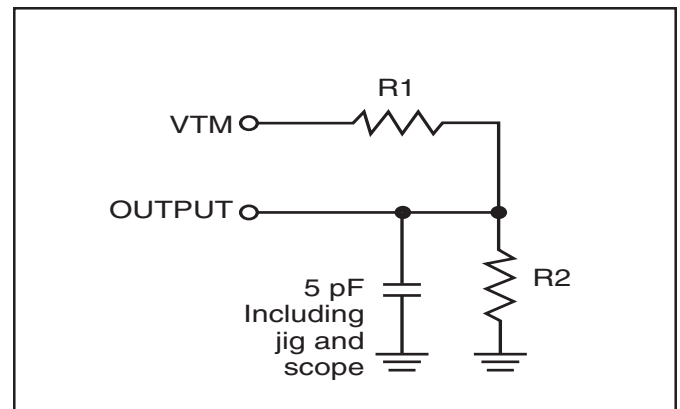 R1
VTM
OUTPUT
R2
5 pF
Including
jig and
scope